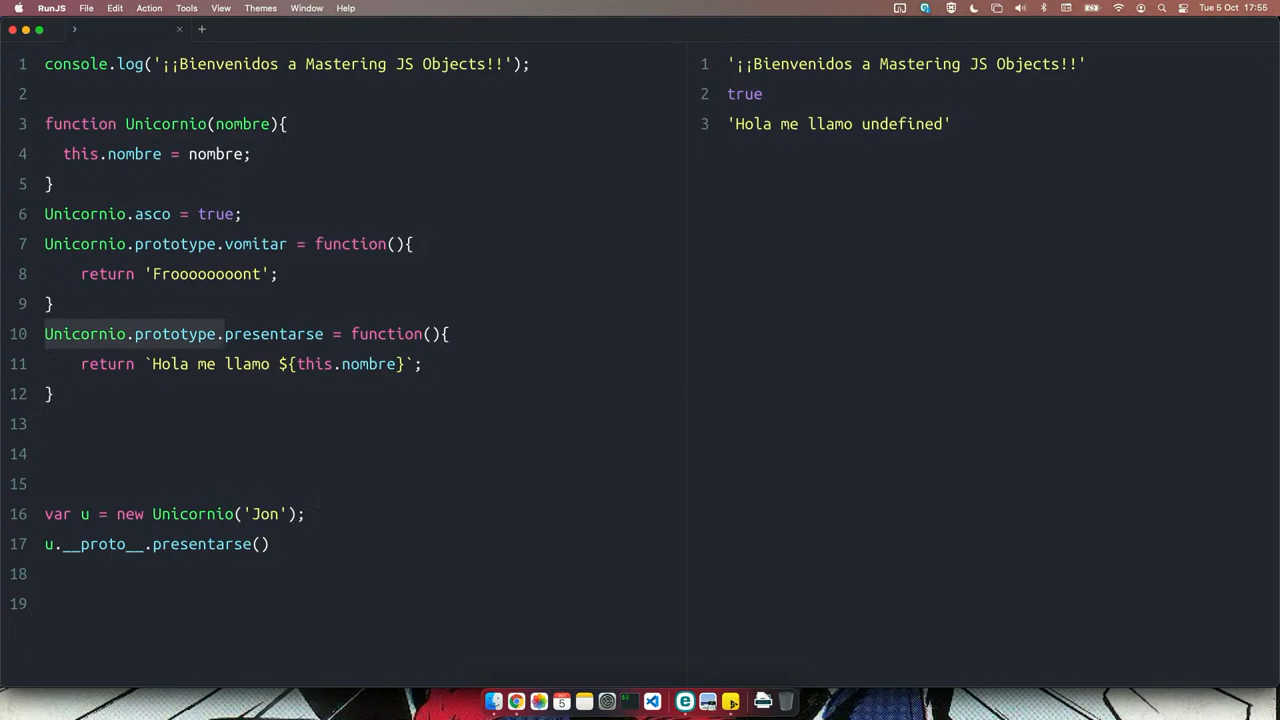 RunJS File Edit Action Tools View Themes Window Help Tue 5 Oct 17:55
1 console.log('¡¡Bienvenidos a Mastering JS Objects!!');
2
3 function Unicornio(nombre){
4 this.nombre = nombre;
5 }
6 Unicornio.asco = true;
7 Unicornio.prototype.vomitar = function(){
8 return 'Froooooooont';
9 }
10 Unicornio.prototype.presentarse = function(){
11 return `Hola me llamo ${this.nombre}`;
12 }
13
14
15
16 var u = new Unicornio('Jon');
17 u.__proto__.presentarse()
18
19
1 '¡¡Bienvenidos a Mastering JS Objects!!'
2 true
3 'Hola me llamo undefined'